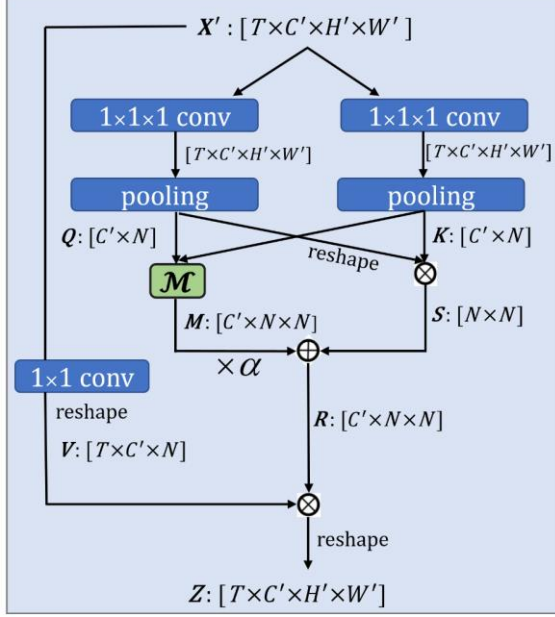 X′: [T×C′×H′×W′]
1×1×1 conv
1×1×1 conv
[T×C′×H′×W′]
[T×C′×H′×W′]
pooling
pooling
Q: [C′×N]
reshape
K: [C′×N]
ℳ
⊗
M: [C′×N×N]
S: [N×N]
×α
⊕
1×1 conv
reshape
R: [C′×N×N]
V: [T×C′×N]
⊗
reshape
Z: [T×C′×H′×W′]